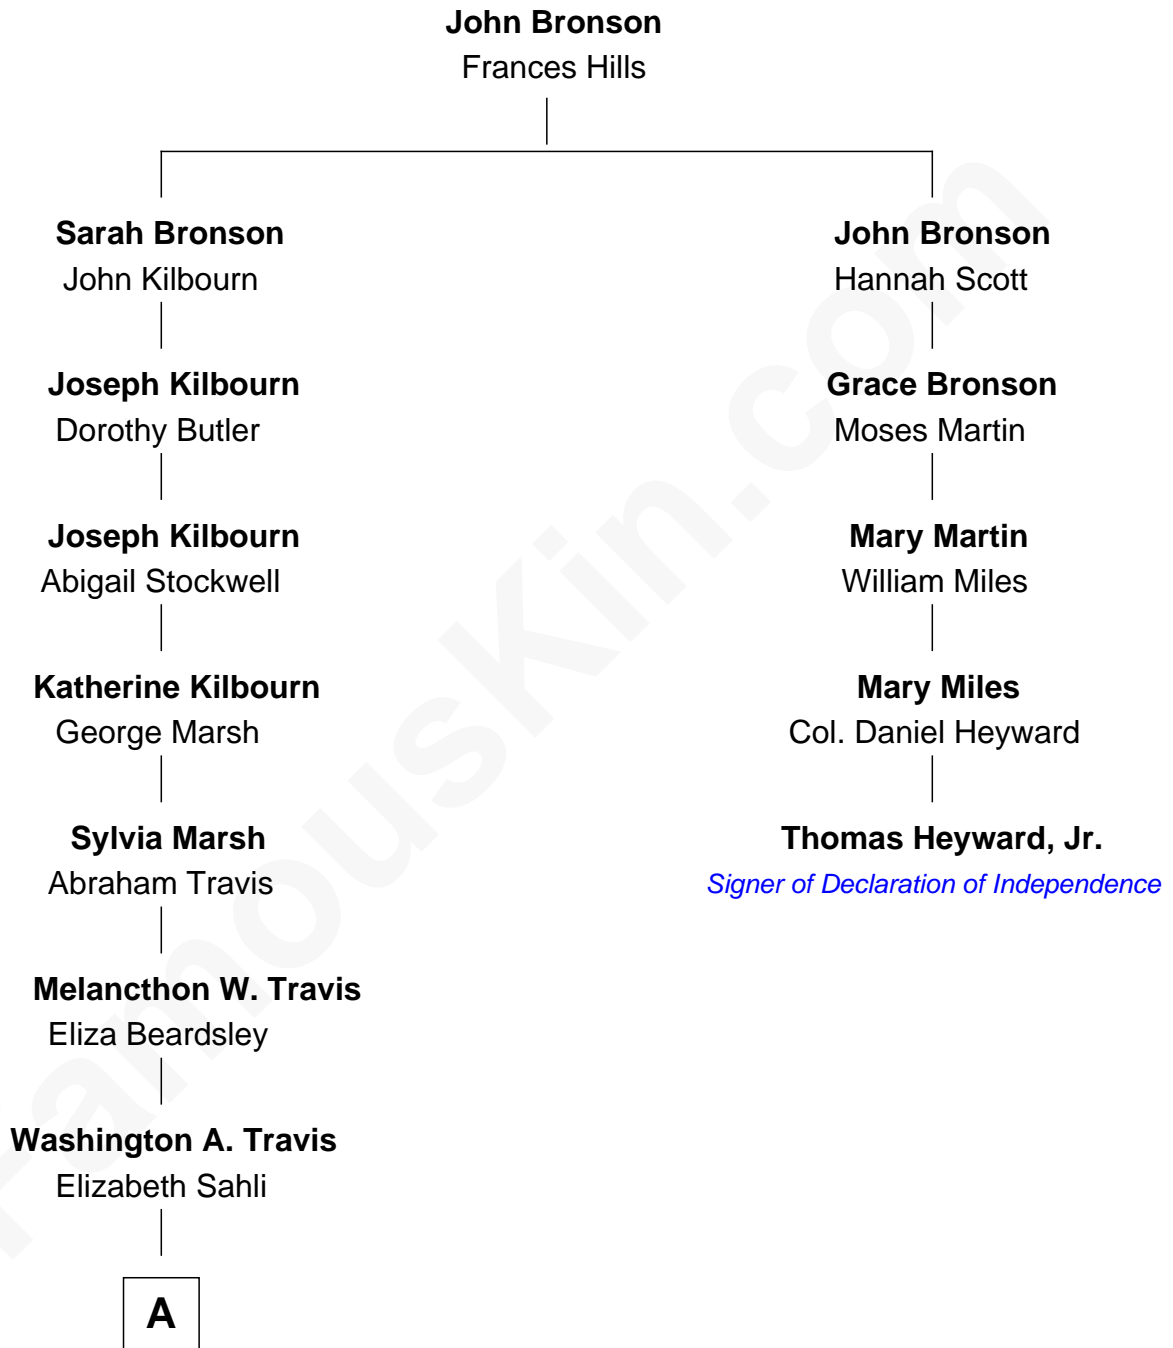 John Bronson
Frances Hills
Sarah Bronson
John Kilbourn
John Bronson
Hannah Scott
Joseph Kilbourn
Dorothy Butler
Grace Bronson
Moses Martin
Joseph Kilbourn
Abigail Stockwell
Mary Martin
William Miles
Katherine Kilbourn
George Marsh
Mary Miles
Col. Daniel Heyward
Sylvia Marsh
Abraham Travis
Thomas Heyward, Jr.
Signer of Declaration of Independence
Melancthon W. Travis
Eliza Beardsley
Washington A. Travis
Elizabeth Sahli
A
FamousKin.com